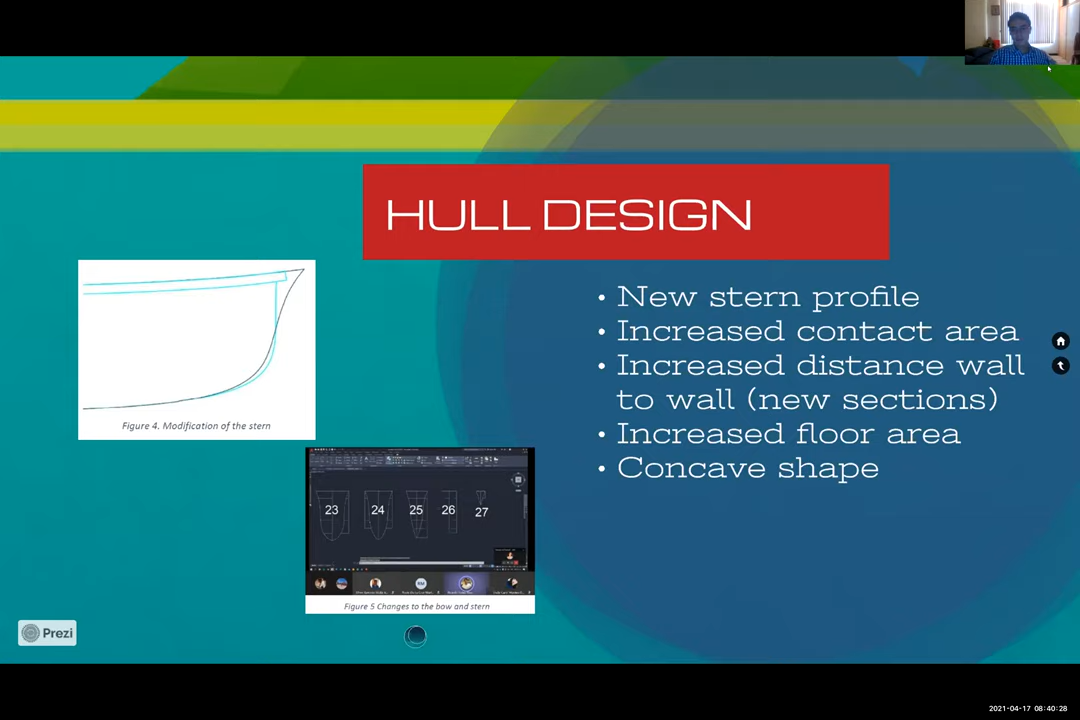 HULL DESIGN
• New stern profile
• Increased contact area
• Increased distance wall
to wall (new sections)
• Increased floor area
• Concave shape
Figure 4. Modification of the stern
23
24
25
26
27
Figure 5 Changes to the bow and stern
Prezi
2021-04-17 08:40:28